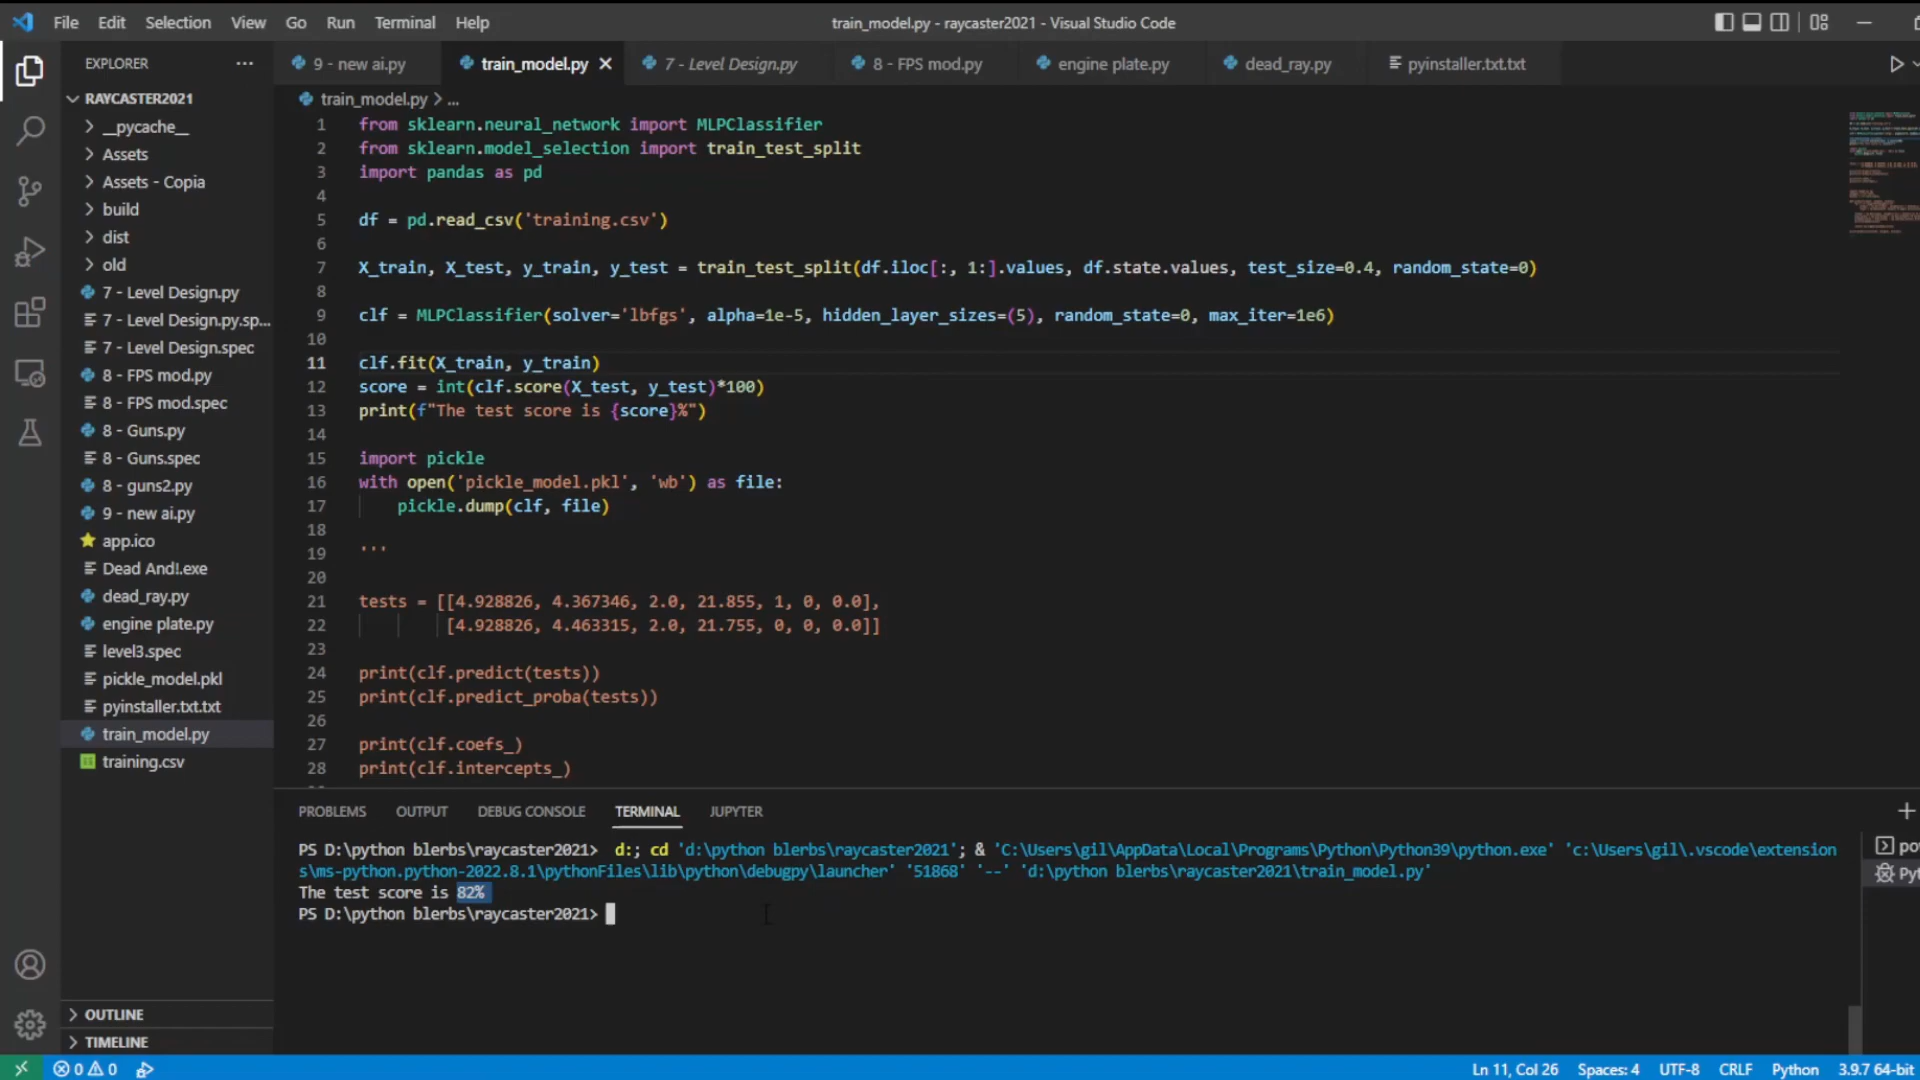 File Edit Selection View Go Run Terminal Help
train_model.py - raycaster2021 - Visual Studio Code
EXPLORER
RAYCASTER2021
__pycache__
Assets
Assets - Copia
build
dist
old
7 - Level Design.py
7 - Level Design.py.sp...
7 - Level Design.spec
8 - FPS mod.py
8 - FPS mod.spec
8 - Guns.py
8 - Guns.spec
8 - guns2.py
9 - new ai.py
app.ico
Dead And!.exe
dead_ray.py
engine plate.py
level3.spec
pickle_model.pkl
pyinstaller.txt.txt
train_model.py
training.csv
OUTLINE
TIMELINE
9 - new ai.py train_model.py 7 - Level Design.py 8 - FPS mod.py engine plate.py dead_ray.py pyinstaller.txt.txt
train_model.py > ...
1 from sklearn.neural_network import MLPClassifier
2 from sklearn.model_selection import train_test_split
3 import pandas as pd
4
5 df = pd.read_csv('training.csv')
6
7 X_train, X_test, y_train, y_test = train_test_split(df.iloc[:, 1:].values, df.state.values, test_size=0.4, random_state=0)
8
9 clf = MLPClassifier(solver='lbfgs', alpha=1e-5, hidden_layer_sizes=(5), random_state=0, max_iter=1e6)
10
11 clf.fit(X_train, y_train)
12 score = int(clf.score(X_test, y_test)*100)
13 print(f"The test score is {score}%")
14
15 import pickle
16 with open('pickle_model.pkl', 'wb') as file:
17     pickle.dump(clf, file)
18
19 '''
20
21 tests = [[4.928826, 4.367346, 2.0, 21.855, 1, 0, 0.0],
22          [4.928826, 4.463315, 2.0, 21.755, 0, 0, 0.0]]
23
24 print(clf.predict(tests))
25 print(clf.predict_proba(tests))
26
27 print(clf.coefs_)
28 print(clf.intercepts_)
PROBLEMS OUTPUT DEBUG CONSOLE TERMINAL JUPYTER
PS D:\python blerbs\raycaster2021> d:; cd 'd:\python blerbs\raycaster2021'; & 'C:\Users\gil\AppData\Local\Programs\Python\Python39\python.exe' 'c:\Users\gil\.vscode\extension
s\ms-python.python-2022.8.1\pythonFiles\lib\python\debugpy\launcher' '51868' '--' 'd:\python blerbs\raycaster2021\train_model.py'
The test score is 82%
PS D:\python blerbs\raycaster2021>
pow
Pyt
0 0
Ln 11, Col 26 Spaces: 4 UTF-8 CRLF Python 3.9.7 64-bit